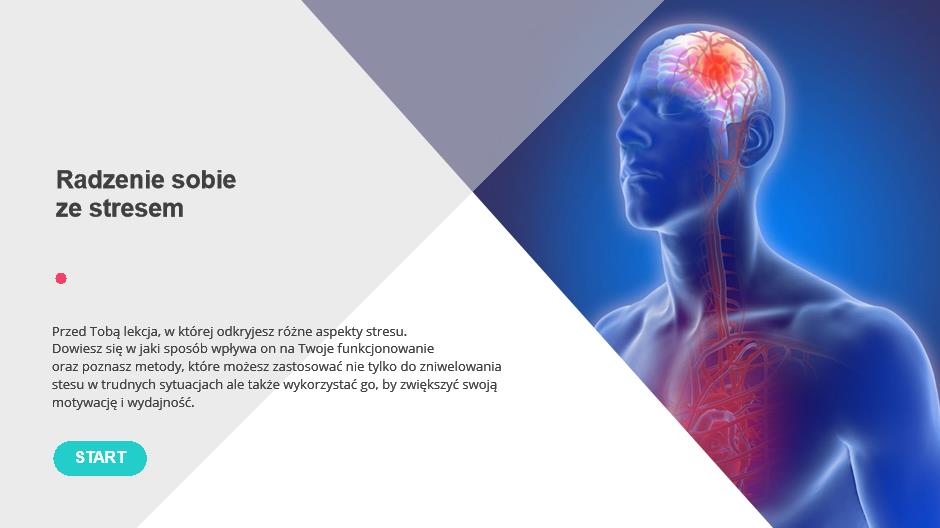 Radzenie sobie
ze stresem
Przed Tobą lekcja, w której odkryjesz różne aspekty stresu.
Dowiesz się w jaki sposób wpływa on na Twoje funkcjonowanie
oraz poznasz metody, które możesz zastosować nie tylko do zniwelowania
stesu w trudnych sytuacjach ale także wykorzystać go, by zwiększyć swoją
motywację i wydajność.
START